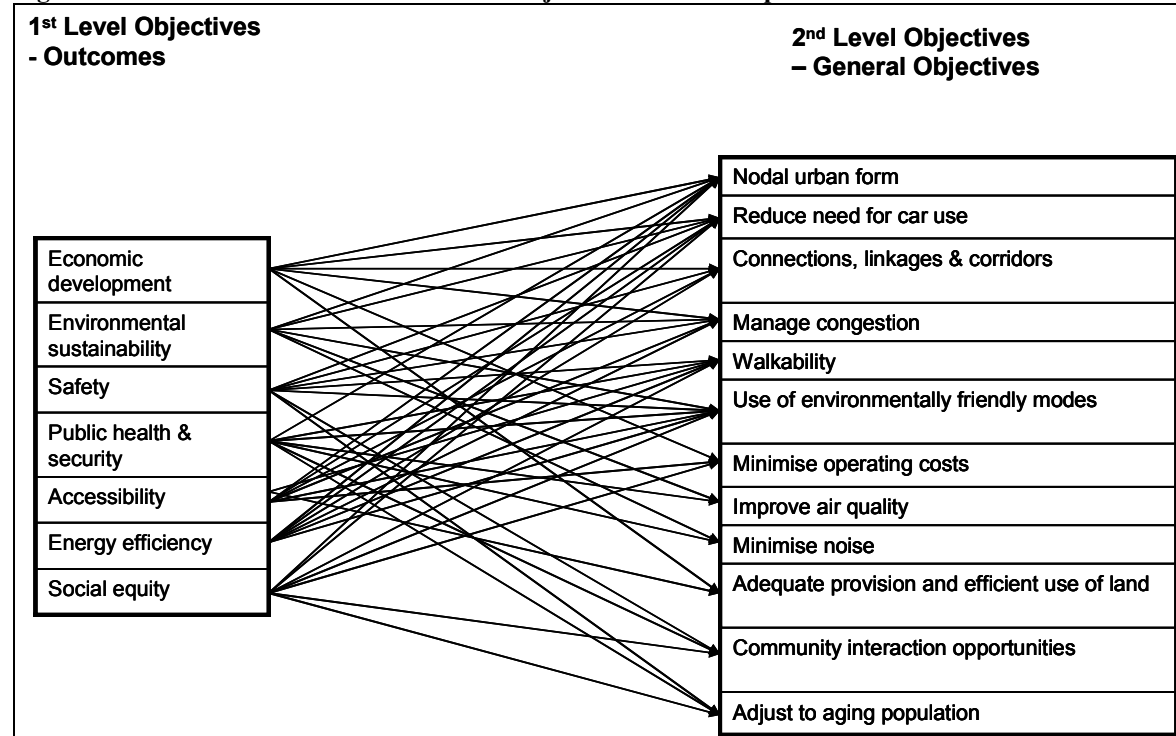 1st Level Objectives
- Outcomes
2nd Level Objectives
– General Objectives
Economic
development
Environmental
sustainability
Safety
Public health &
security
Accessibility
Energy efficiency
Social equity
Nodal urban form
Reduce need for car use
Connections, linkages & corridors
Manage congestion
Walkability
Use of environmentally friendly modes
Minimise operating costs
Improve air quality
Minimise noise
Adequate provision and efficient use of land
Community interaction opportunities
Adjust to aging population